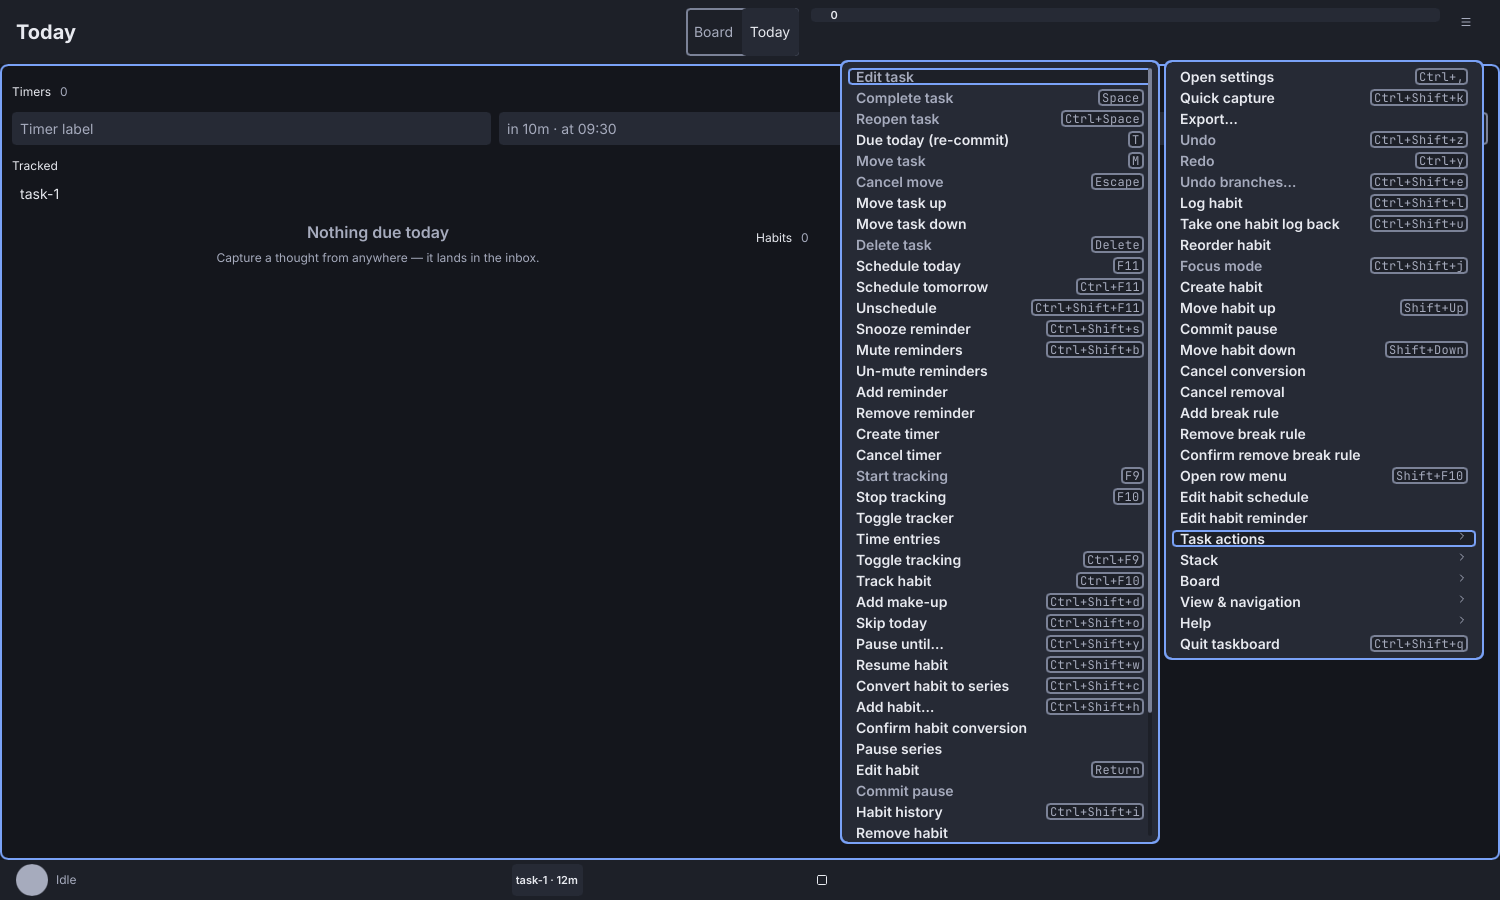 Today
Board
Today
0
Timers 0
Timer label
in 10m · at 09:30
Tracked
task-1
Nothing due today
Capture a thought from anywhere — it lands in the inbox.
Habits 0
Edit task
Complete task Space
Reopen task Ctrl+Space
Due today (re-commit) T
Move task M
Cancel move Escape
Move task up
Move task down
Delete task Delete
Schedule today F11
Schedule tomorrow Ctrl+F11
Unschedule Ctrl+Shift+F11
Snooze reminder Ctrl+Shift+s
Mute reminders Ctrl+Shift+b
Un-mute reminders
Add reminder
Remove reminder
Create timer
Cancel timer
Start tracking F9
Stop tracking F10
Toggle tracker
Time entries
Toggle tracking Ctrl+F9
Track habit Ctrl+F10
Add make-up Ctrl+Shift+d
Skip today Ctrl+Shift+o
Pause until... Ctrl+Shift+y
Resume habit Ctrl+Shift+w
Convert habit to series Ctrl+Shift+c
Add habit... Ctrl+Shift+h
Confirm habit conversion
Pause series
Edit habit Return
Commit pause
Habit history Ctrl+Shift+i
Remove habit
Open settings Ctrl+,
Quick capture Ctrl+Shift+k
Export...
Undo Ctrl+Shift+z
Redo Ctrl+y
Undo branches... Ctrl+Shift+e
Log habit Ctrl+Shift+l
Take one habit log back Ctrl+Shift+u
Reorder habit
Focus mode Ctrl+Shift+j
Create habit
Move habit up Shift+Up
Commit pause
Move habit down Shift+Down
Cancel conversion
Cancel removal
Add break rule
Remove break rule
Confirm remove break rule
Open row menu Shift+F10
Edit habit schedule
Edit habit reminder
Task actions
Stack
Board
View & navigation
Help
Quit taskboard Ctrl+Shift+q
Idle
task-1 · 12m